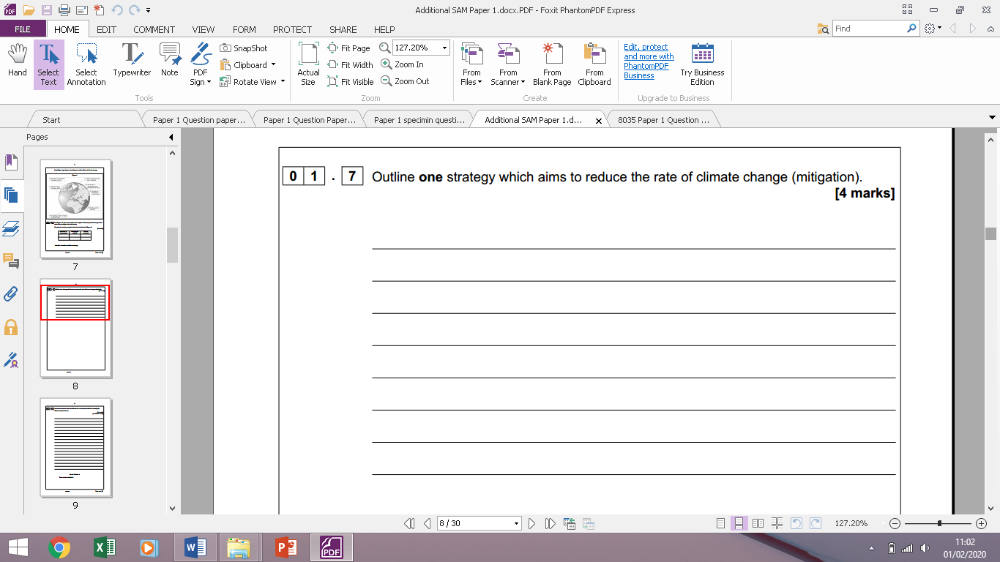 Additional SAM Paper 1.docx.PDF - Foxit PhantomPDF Express
FILE HOME EDIT COMMENT VIEW FORM PROTECT SHARE HELP
Find
Hand
Select Text
Select Annotation
Typewriter
Note
PDF Sign
SnapShot
Clipboard
Rotate View
Tools
Actual Size
Fit Page
Fit Width
Fit Visible
127.20%
Zoom In
Zoom Out
Zoom
From Files
From Scanner
From Blank Page
From Clipboard
Create
Edit, protect
and more with
PhantomPDF
Business
Try Business Edition
Upgrade to Business
Start
Paper 1 Question paper...
Paper 1 Question Paper...
Paper 1 specimin questi...
Additional SAM Paper 1.d...
8035 Paper 1 Question ...
Pages
7
8
9
0 1 . 7 Outline one strategy which aims to reduce the rate of climate change (mitigation).
[4 marks]
8 / 30
127.20%
11:02
01/02/2020